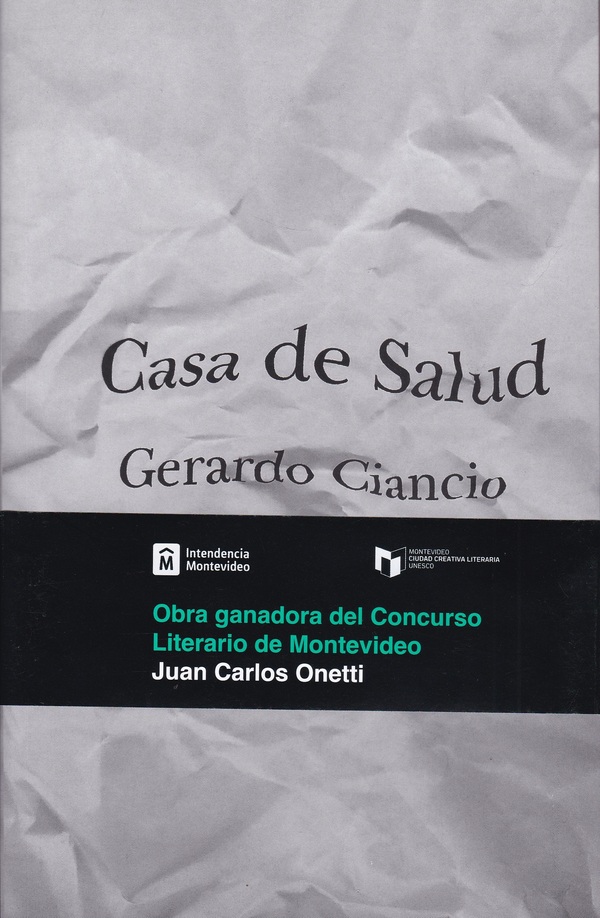 Casa de Salud
Gerardo Ciancio
Intendencia
Montevideo
MONTEVIDEO
CIUDAD CREATIVA LITERARIA
UNESCO
Obra ganadora del Concurso
Literario de Montevideo
Juan Carlos Onetti